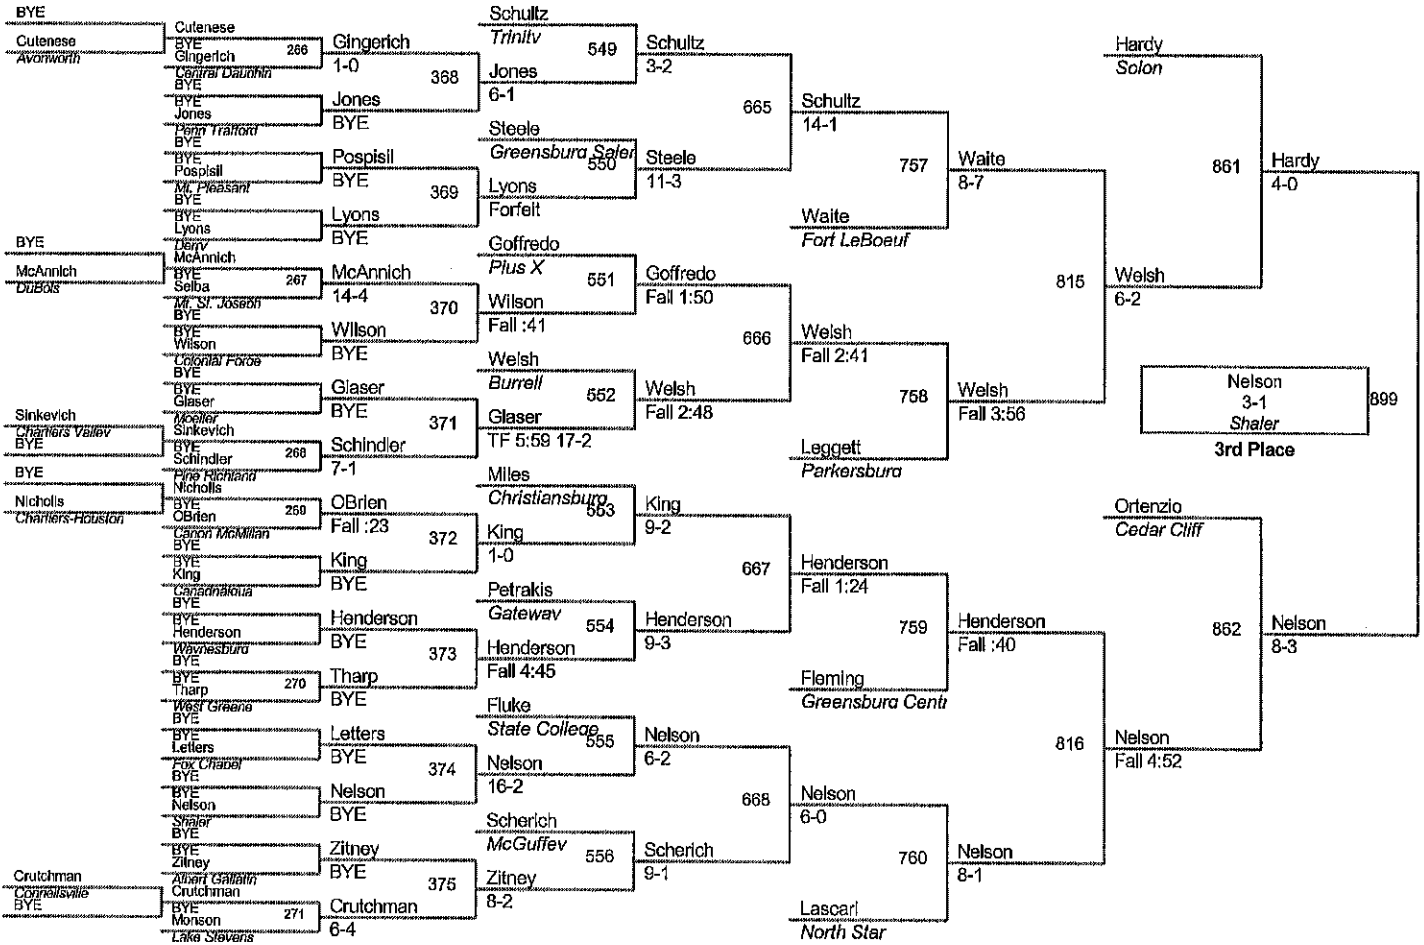 BYE
Cutenese
Avonworth
BYE
McAnnich
DuBois
Sinkevich
Chartiers Valley
BYE
BYE
Nicholls
Chartiers-Houston
Crutchman
Connellsville
BYE
Cutenese
BYE
Gingerich
266
Central Dauphin
BYE
BYE
Jones
Penn Trafford
BYE
BYE
Pospisil
Mt. Pleasant
BYE
BYE
Lyons
Derry
McAnnich
BYE
Selba
267
Mt. St. Joseph
BYE
BYE
Wilson
Colonial Forge
BYE
BYE
Glaser
Moeller
Sinkevich
BYE
Schindler
268
Pine Richland
Nicholls
BYE
OBrien
269
Canon McMillan
BYE
BYE
King
Canadnaigua
BYE
BYE
Henderson
Waynesburg
BYE
BYE
Tharp
270
West Greene
BYE
BYE
Letters
Fox Chapel
BYE
BYE
Nelson
Shaler
BYE
BYE
Zitney
Albert Gallatin
Crutchman
BYE
Monson
271
Lake Stevens
Gingerich
1-0
368
Jones
BYE
Pospisil
BYE
369
Lyons
BYE
McAnnich
14-4
370
Wilson
BYE
Glaser
BYE
371
Schindler
7-1
OBrien
Fall :23
372
King
BYE
Henderson
BYE
373
Tharp
BYE
Letters
BYE
374
Nelson
BYE
Zitney
BYE
375
Crutchman
6-4
Schultz
Trinity
549
Jones
6-1
Steele
Greensburg Saler
550
Lyons
Forfeit
Goffredo
Pius X
551
Wilson
Fall :41
Welsh
Burrell
552
Glaser
TF 5:59 17-2
Miles
Christiansburg
553
King
1-0
Petrakis
Gateway
554
Henderson
Fall 4:45
Fluke
State College
555
Nelson
16-2
Scherich
McGuffey
556
Zitney
8-2
Schultz
3-2
665
Steele
11-3
Goffredo
Fall 1:50
666
Welsh
Fall 2:48
King
9-2
667
Henderson
9-3
Nelson
6-2
668
Scherich
9-1
Schultz
14-1
757
Waite
Fort LeBoeuf
Welsh
Fall 2:41
758
Leggett
Parkersburg
Henderson
Fall 1:24
759
Fleming
Greensburg Centr
Nelson
6-0
760
Lascari
North Star
Waite
8-7
815
Welsh
Fall 3:56
Henderson
Fall :40
816
Nelson
8-1
Hardy
Solon
861
Welsh
6-2
Ortenzio
Cedar Cliff
862
Nelson
Fall 4:52
Hardy
4-0
Nelson
8-3
Nelson
3-1
Shaler
899
3rd Place